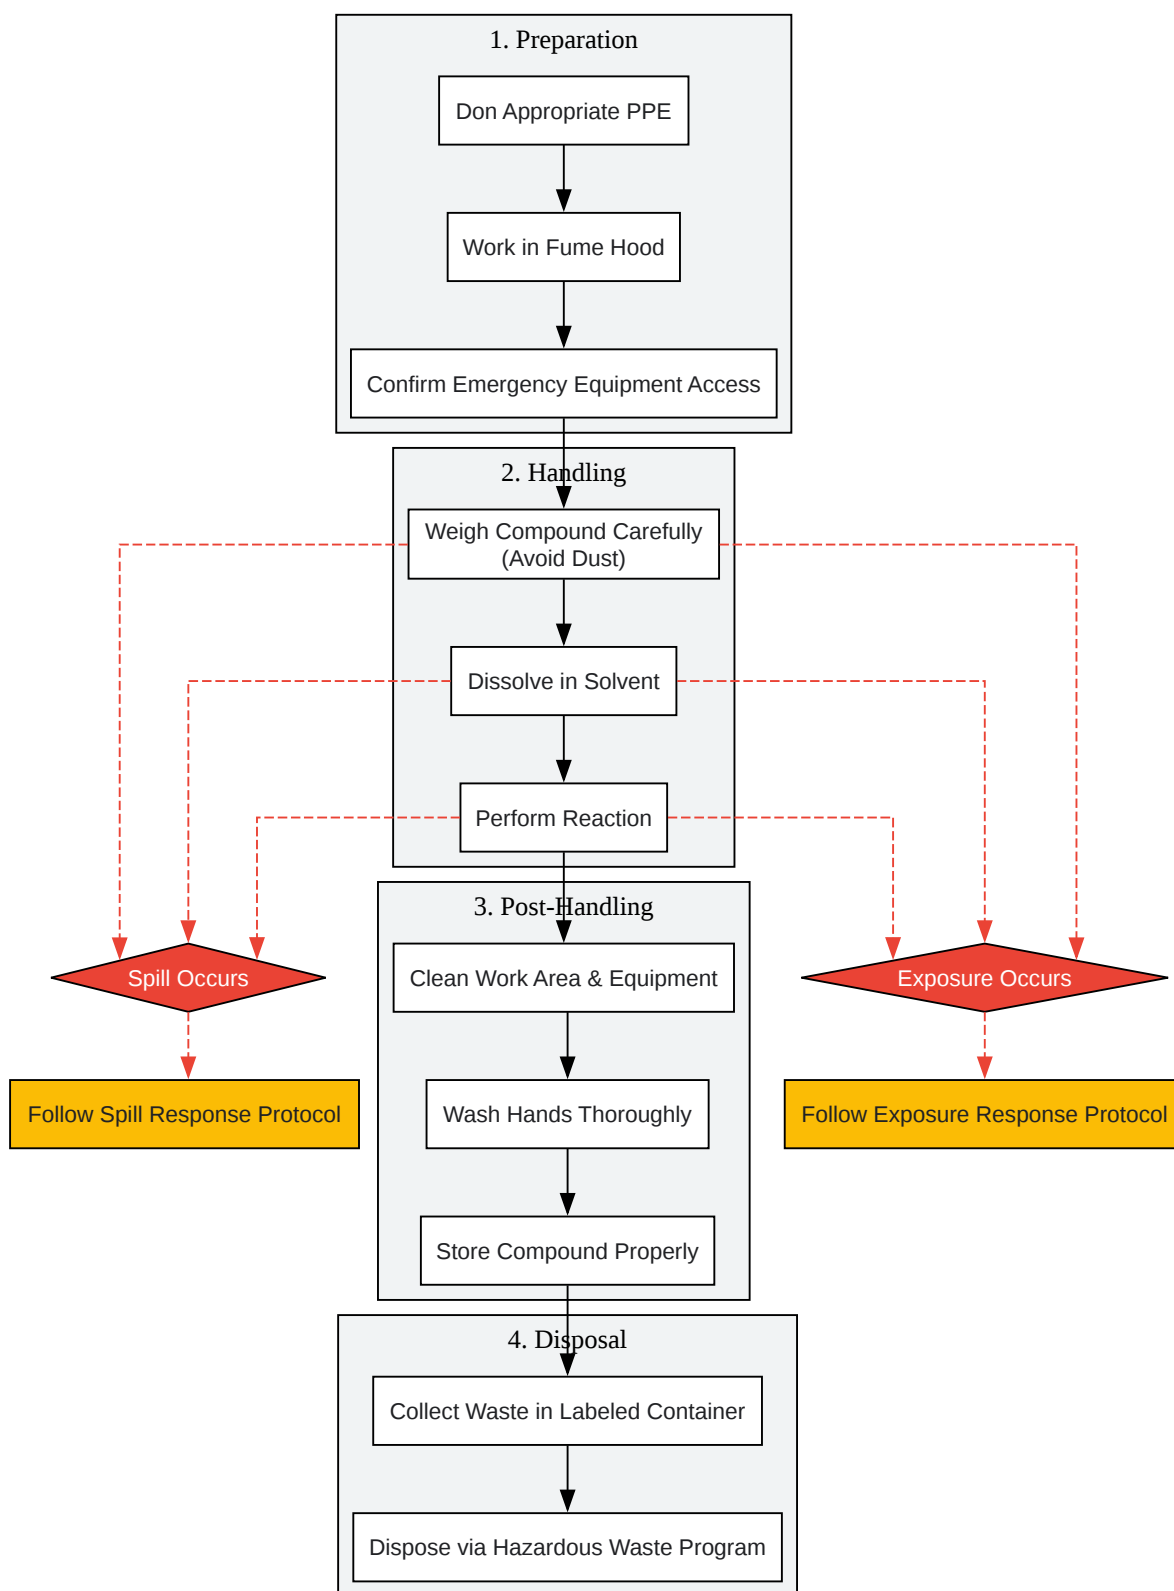 1. Preparation
Don Appropriate PPE
Work in Fume Hood
Confirm Emergency Equipment Access
2. Handling
Weigh Compound Carefully
(Avoid Dust)
Dissolve in Solvent
Perform Reaction
3. Post-Handling
Spill Occurs
Clean Work Area & Equipment
Exposure Occurs
Follow Spill Response Protocol
Wash Hands Thoroughly
Follow Exposure Response Protocol
Store Compound Properly
4. Disposal
Collect Waste in Labeled Container
Dispose via Hazardous Waste Program